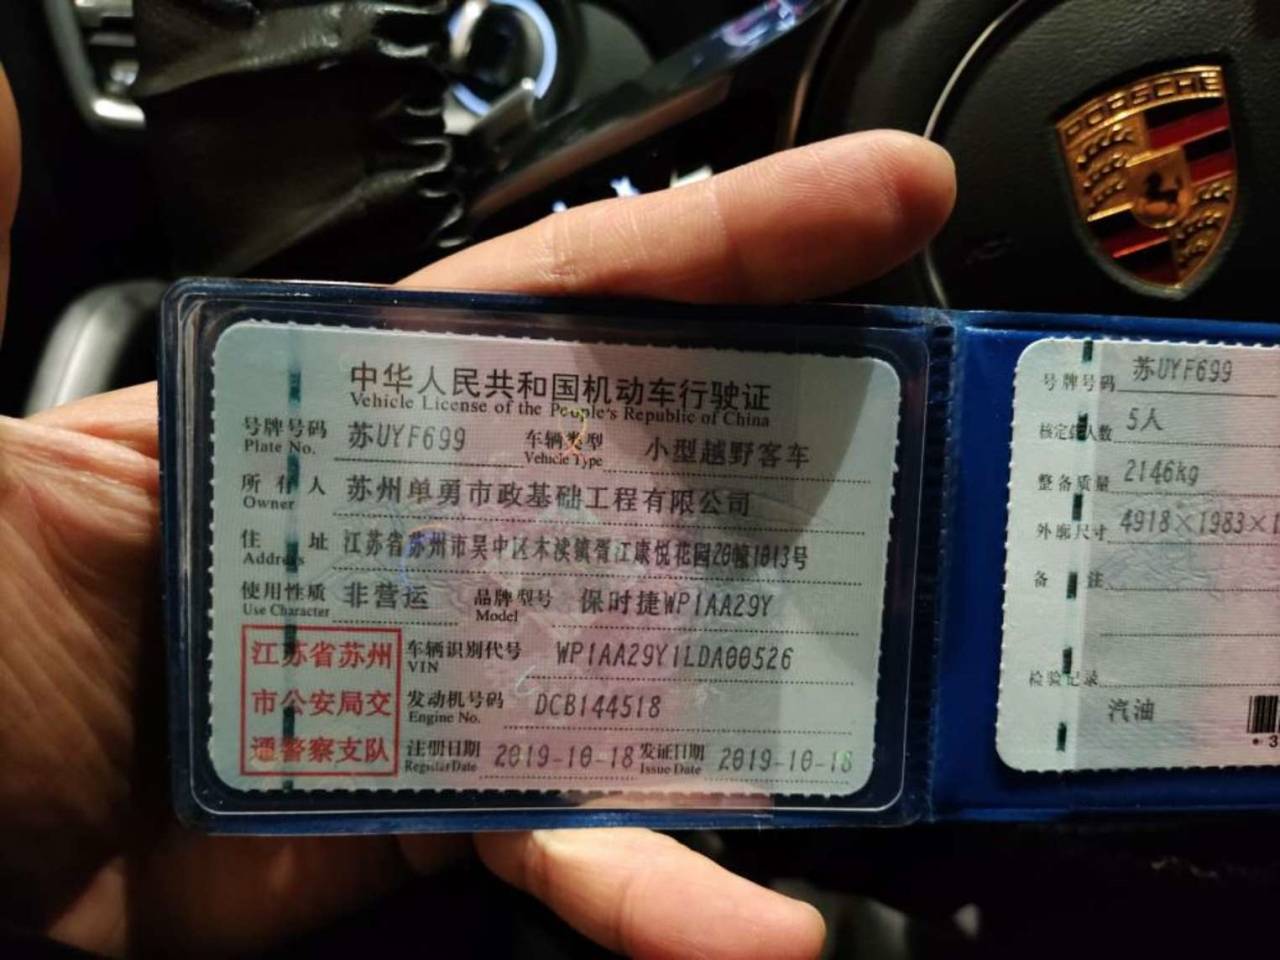 PORSCHE
中华人民共和国机动车行驶证
Vehicle License of the People's Republic of China
号牌号码 苏UYF699 车辆类型 小型越野客车
Plate No. Vehicle Type
所有人 苏州单勇市政基础工程有限公司
Owner
住址 江苏省苏州市吴中区木渎镇胥江康悦花园20幢1013号
Address
使用性质 非营运 品牌型号 保时捷WP1AA29Y
Use Character Model
江苏省苏州
市公安局交
通警察支队
车辆识别代号 WP1AA29Y1LDA00526
VIN
发动机号码 DCB144518
Engine No.
注册日期 2019-10-18 发证日期 2019-10-18
Register Date Issue Date
号牌号码 苏UYF699
核定载人数 5人
整备质量 2146kg
外廓尺寸 4918×1983×1
备注
检验记录
汽油